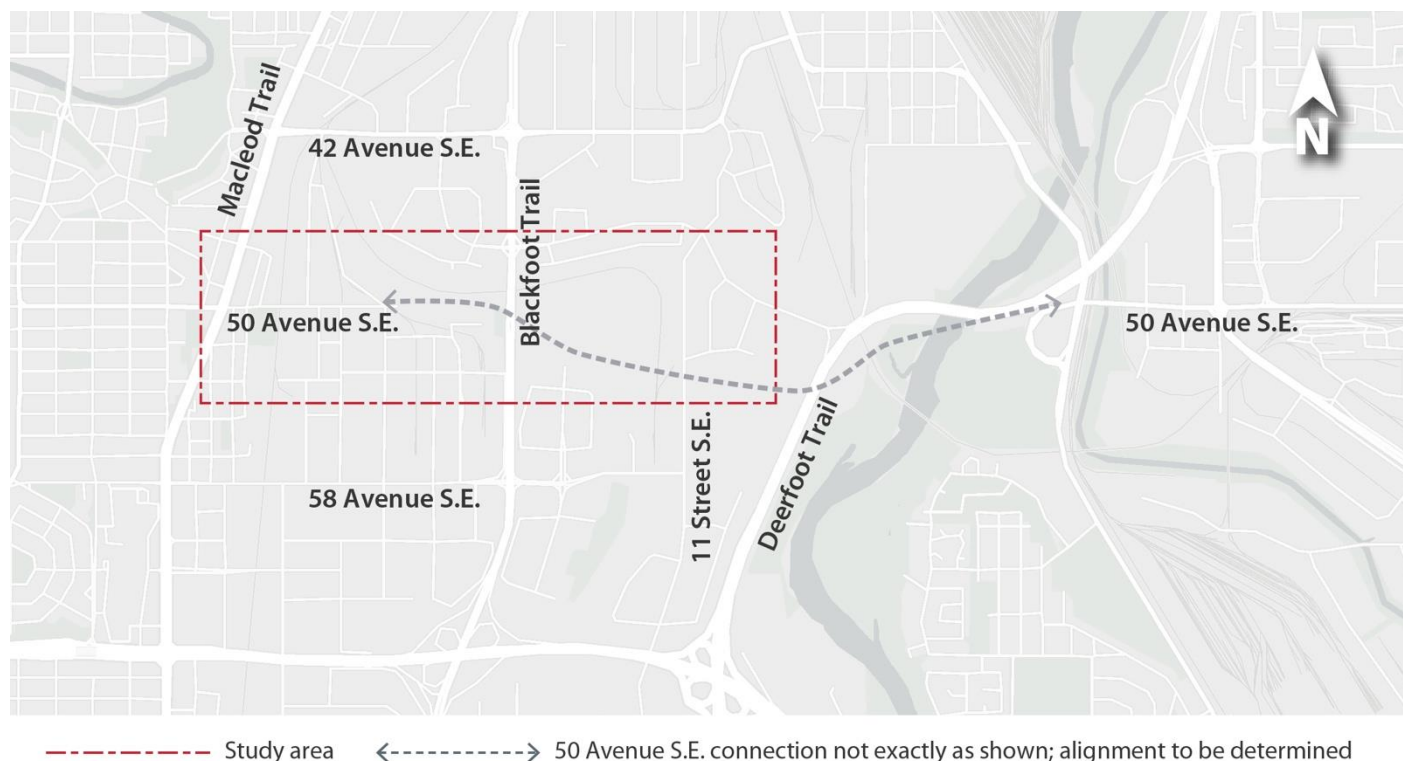 Macleod Trail
42 Avenue S.E.
N
Blackfoot Trail
50 Avenue S.E.
50 Avenue S.E.
11 Street S.E.
Deerfoot Trail
58 Avenue S.E.
Study area
50 Avenue S.E. connection not exactly as shown; alignment to be determined